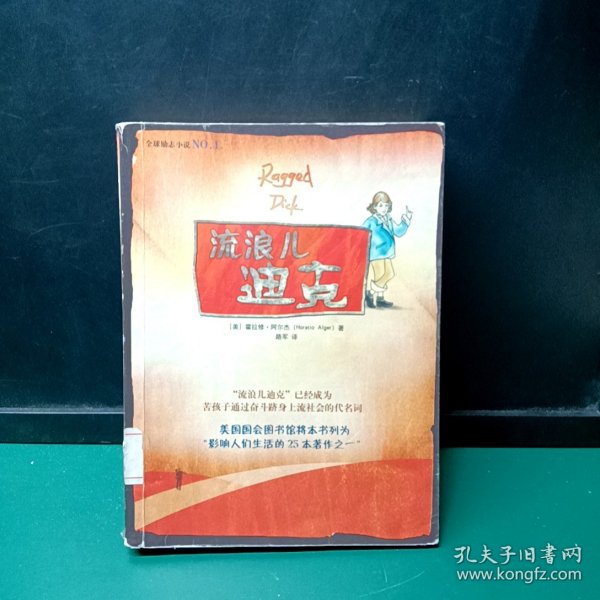 全球励志小说NO.1.
Ragged
Dick
流浪儿
迪克
[美] 霍拉修·阿尔杰 (Horatio Alger) 著
路军 译
“流浪儿迪克”已经成为
苦孩子通过奋斗跻身上流社会的代名词
美国国会图书馆将本书列为
“影响人们生活的25本著作之一”
孔夫子旧书网
www.kongfz.com